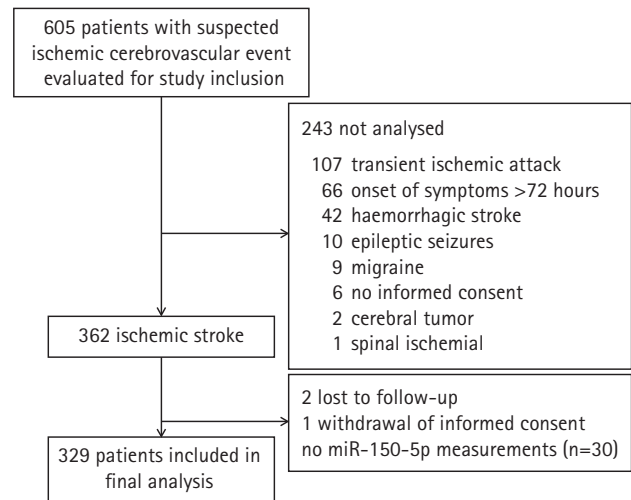 605 patients with suspected
ischemic cerebrovascular event
evaluated for study inclusion
243 not analysed
107 transient ischemic attack
66 onset of symptoms >72 hours
42 haemorrhagic stroke
10 epileptic seizures
9 migraine
6 no informed consent
2 cerebral tumor
1 spinal ischemial
362 ischemic stroke
2 lost to follow-up
1 withdrawal of informed consent
no miR-150-5p measurements (n=30)
329 patients included in
final analysis